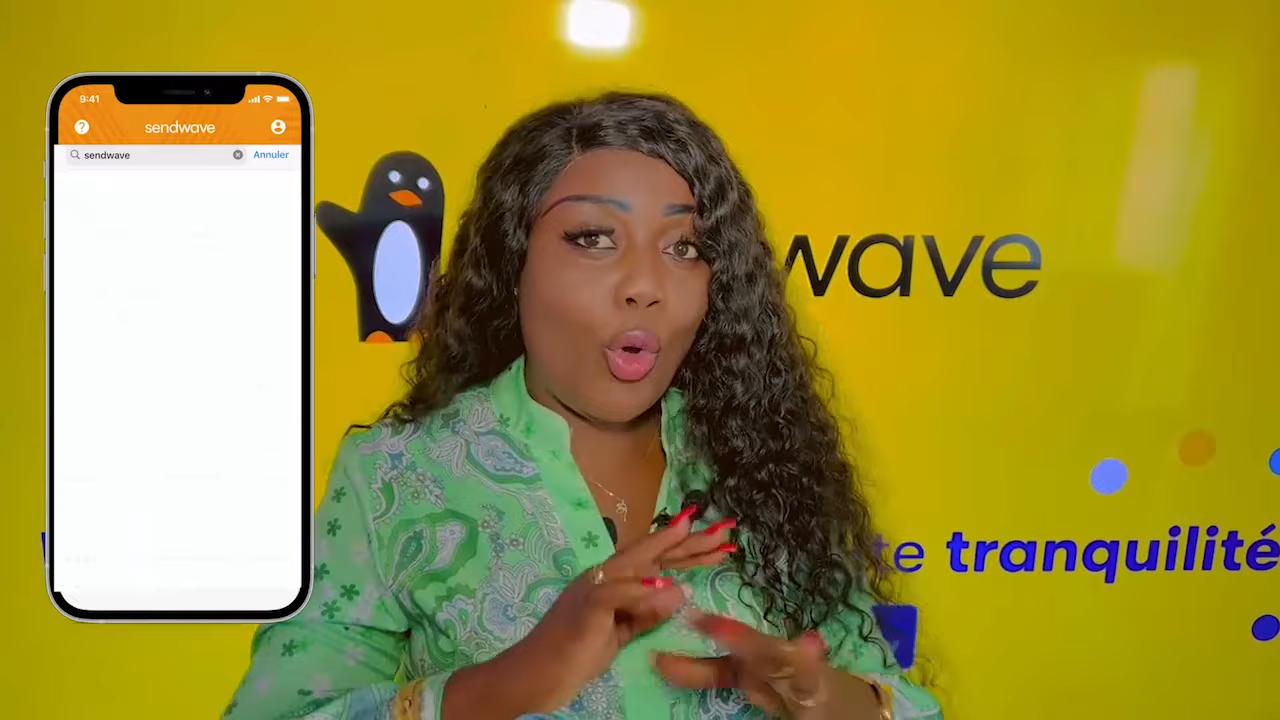 9:41
sendwave
sendwave
Annuler
wave
te tranquilité